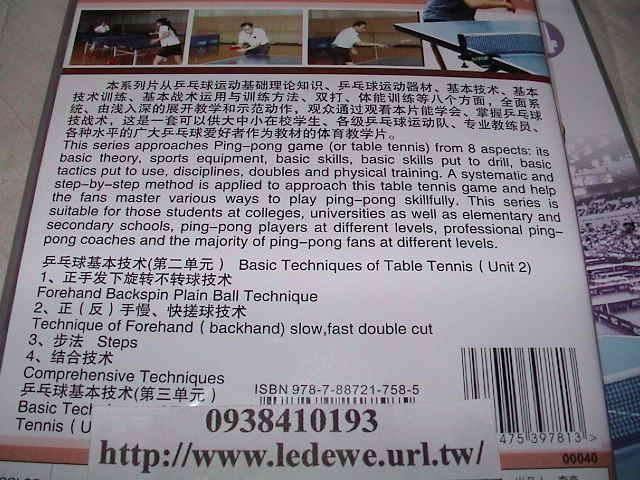 本系列片从乒乓球运动基础理论知识、乒乓球运动器材、基本技术、基本
技术训练、基本战术运用与训练方法、双打、体能训练等八个方面，全面系
统、由浅入深的展开教学和示范动作，观众通过观看本片能学会、掌握乒乓球
技战术，这是一套可以供大中小在校学生、各级乒乓球运动队、专业教练员、
各种水平的广大乒乓球爱好者作为教材的体育教学片。
This series approaches Ping-pong game (or table tennis) from 8 aspects: its
basic theory, sports equipment, basic skills, basic skills put to drill, basic
tactics put to use, disciplines, doubles and physical training. A systematic and
step-by-step method is applied to approach this table tennis game and help
the fans master various ways to play ping-pong skillfully. This series is
suitable for those students at colleges, universities as well as elementary and
secondary schools, ping-pong players at different levels, professional ping-
pong coaches and the majority of ping-pong fans at different levels.
乒乓球基本技术(第二单元） Basic Techniques of Table Tennis（Unit 2）
1、正手发下旋转不转球技术
Forehand Backspin Plain Ball Technique
2、正（反）手慢、快搓球技术
Technique of Forehand（backhand) slow,fast double cut
3、步法 Steps
4、结合技术
Comprehensive Techniques
乒乓球基本技术(第三单元）
Basic
Tennis
ISBN 978-7-88721-758-5
475397813>
00040
0938410193
http://www.ledewe.url.tw/